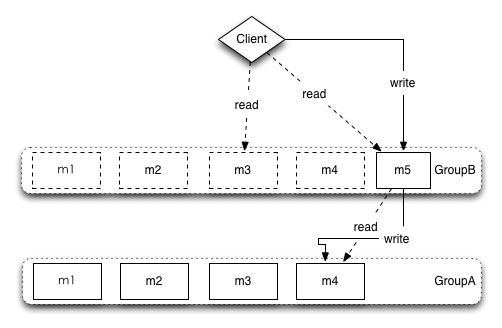 Client
write
read
read
m1
m2
m3
m4
m5
GroupB
read
write
m1
m2
m3
m4
GroupA